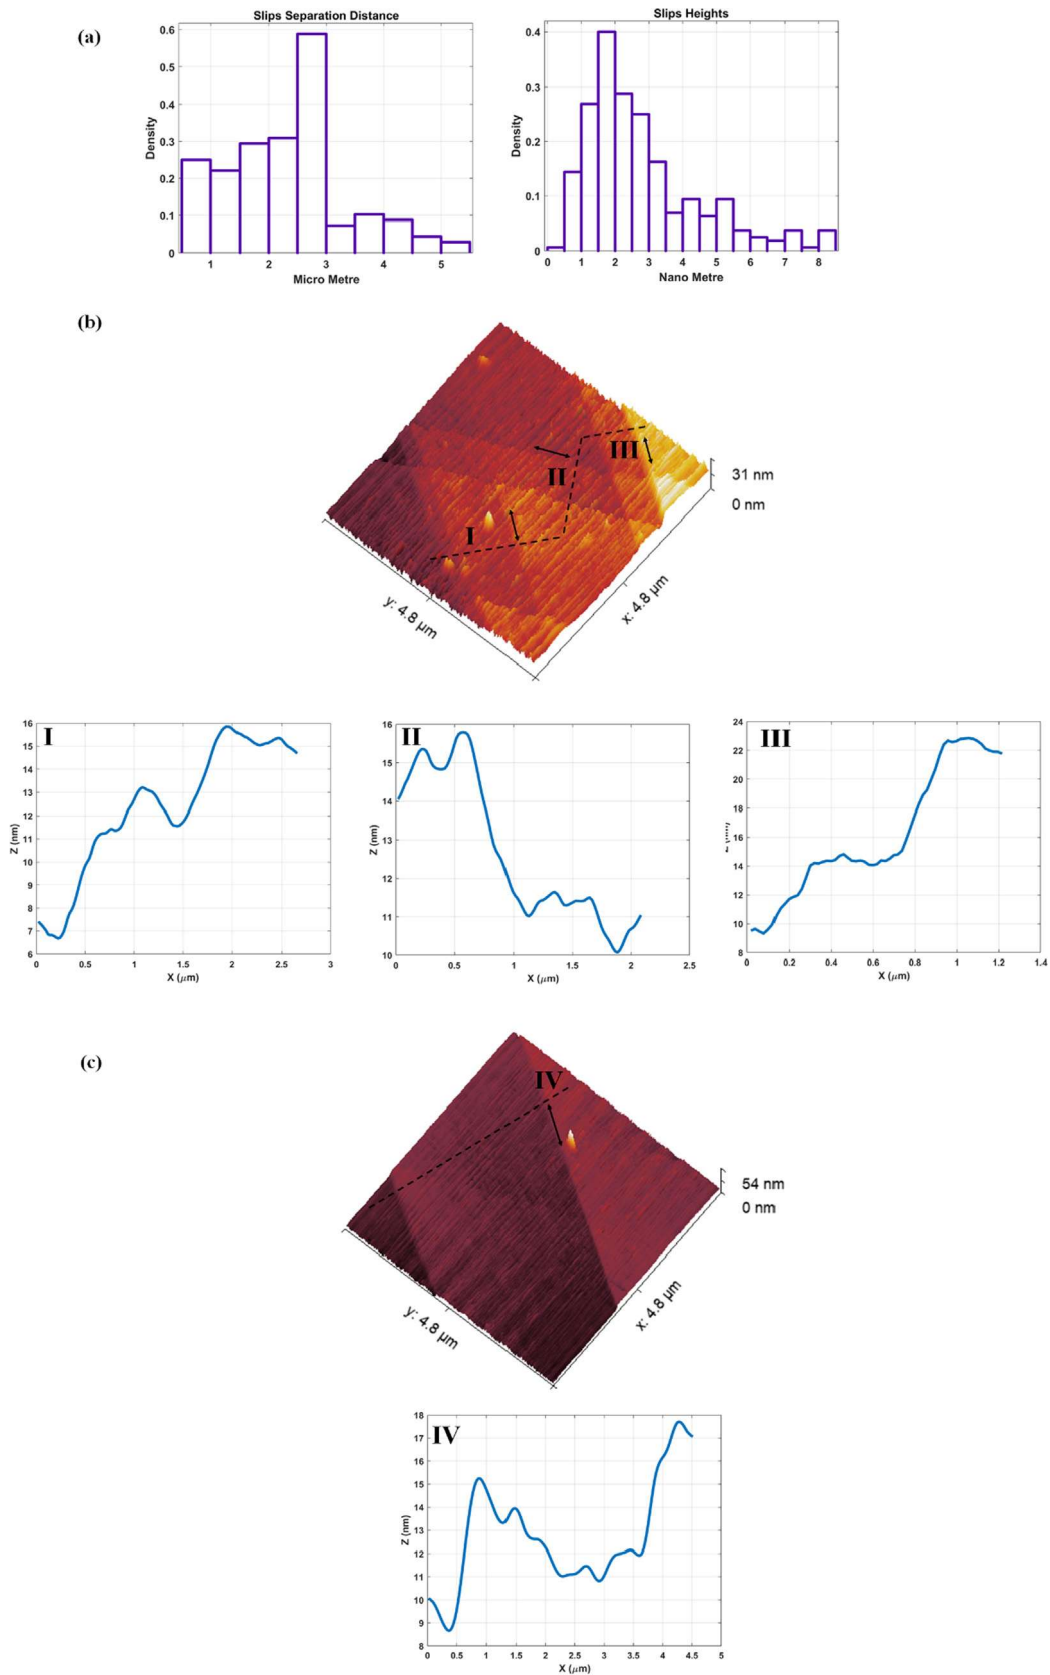 (a)
Slips Separation Distance
0.6
0.5
0.4
0.3
0.2
0.1
0
Density
1 2 3 4 5
Micro Metre
Slips Heights
0.4
0.3
0.2
0.1
0
Density
0 1 2 3 4 5 6 7 8
Nano Metre
(b)
I
II
III
31 nm
0 nm
y: 4.8 µm
x: 4.8 µm
I
16
15
14
13
12
11
10
9
8
7
6
Z (nm)
0 0.5 1 1.5 2 2.5 3
X (µm)
II
16
15
14
13
12
11
10
Z (nm)
0 0.5 1 1.5 2 2.5
X (µm)
III
24
22
20
18
16
14
12
10
8
0 0.2 0.4 0.6 0.8 1 1.2 1.4
X (µm)
(c)
IV
54 nm
0 nm
y: 4.8 µm
x: 4.8 µm
IV
18
17
16
15
14
13
12
11
10
9
8
Z (nm)
0 0.5 1 1.5 2 2.5 3 3.5 4 4.5 5
X (µm)